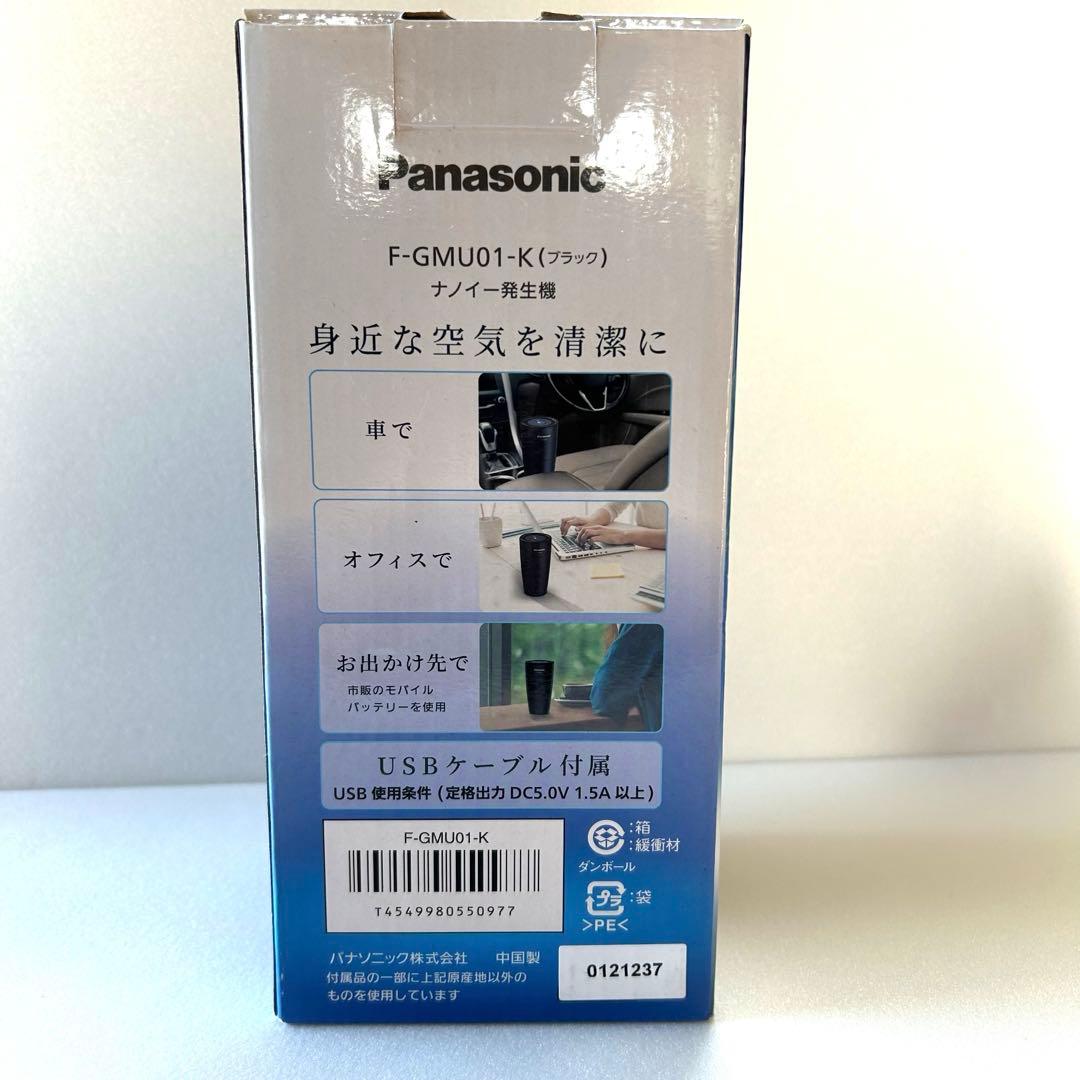 Panasonic
F-GMU01-K(ブラック)
ナノイー発生機
身近な空気を清潔に
車で
Panasonic
オフィスで
Panasonic
お出かけ先で
市販のモバイル
バッテリーを使用
Panasonic
USBケーブル付属
USB 使用条件 (定格出力 DC5.0V 1.5A 以上)
F-GMU01-K
T4549980550977
:箱
:緩衝材
ダンボール
プラ
:袋
>PE<
パナソニック株式会社 中国製
付属品の一部に上記原産地以外の
ものを使用しています
0121237